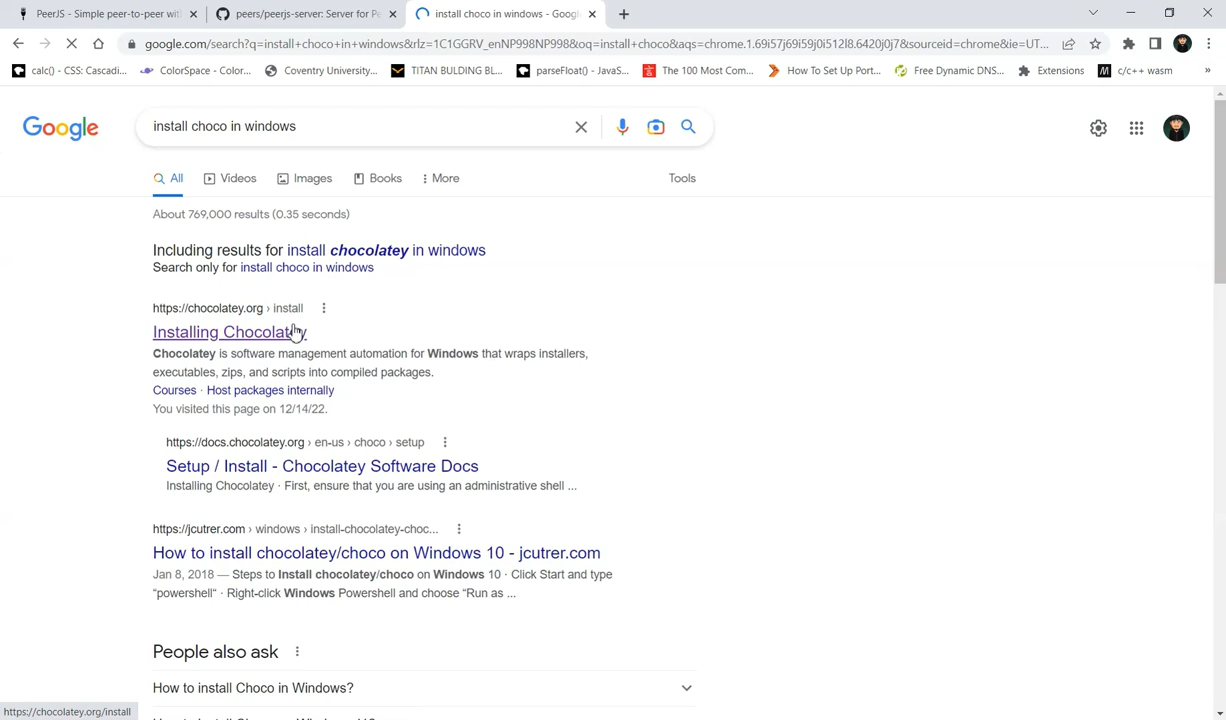 PeerJS - Simple peer-to-peer with
peers/peerjs-server: Server for Pe
install choco in windows - Goog
google.com/search?q=install+choco+in+windows&rlz=1C1GGRV_enNP998NP998&oq=install+choco&aqs=chrome.1.69i57j69i59j0i512l8.6420j0j7&sourceid=chrome&ie=UT...
calc() - CSS: Cascadi...
ColorSpace - Color...
Coventry University...
TITAN BULDING BL...
parseFloat() - JavaS...
The 100 Most Com...
How To Set Up Port...
Free Dynamic DNS...
Extensions
c/c++ wasm
»
Google
install choco in windows
All
Videos
Images
Books
More
Tools
About 769,000 results (0.35 seconds)
Including results for install chocolatey in windows
Search only for install choco in windows
https://chocolatey.org › install
Installing Chocolatey
Chocolatey is software management automation for Windows that wraps installers,
executables, zips, and scripts into compiled packages.
Courses · Host packages internally
You visited this page on 12/14/22.
https://docs.chocolatey.org › en-us › choco › setup
Setup / Install - Chocolatey Software Docs
Installing Chocolatey · First, ensure that you are using an administrative shell ...
https://jcutrer.com › windows › install-chocolatey-choc...
How to install chocolatey/choco on Windows 10 - jcutrer.com
Jan 8, 2018 — Steps to Install chocolatey/choco on Windows 10 · Click Start and type
“powershell“ · Right-click Windows Powershell and choose “Run as ...
People also ask
How to install Choco in Windows?
https://chocolatey.org/install